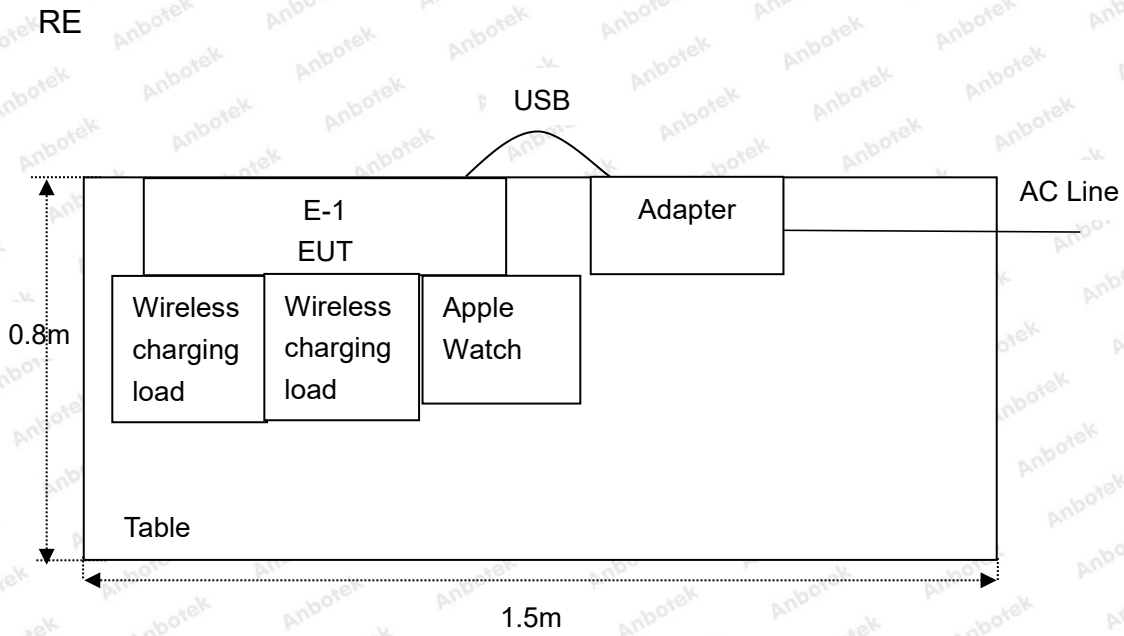 RE
USB
E-1
EUT
Adapter
AC Line
Wireless
charging
load
Wireless
charging
load
Apple
Watch
0.8m
Table
1.5m
Anbotek